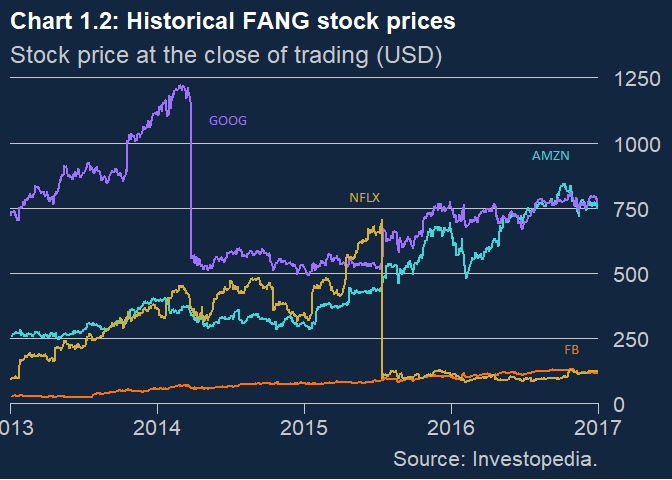 Chart 1.2: Historical FANG stock prices
Stock price at the close of trading (USD)
1250
GOOG
1000
AMZN
NFLX
750
500
250
FB
0
013 2014 2015 2016 2017
Source: Investopedia.